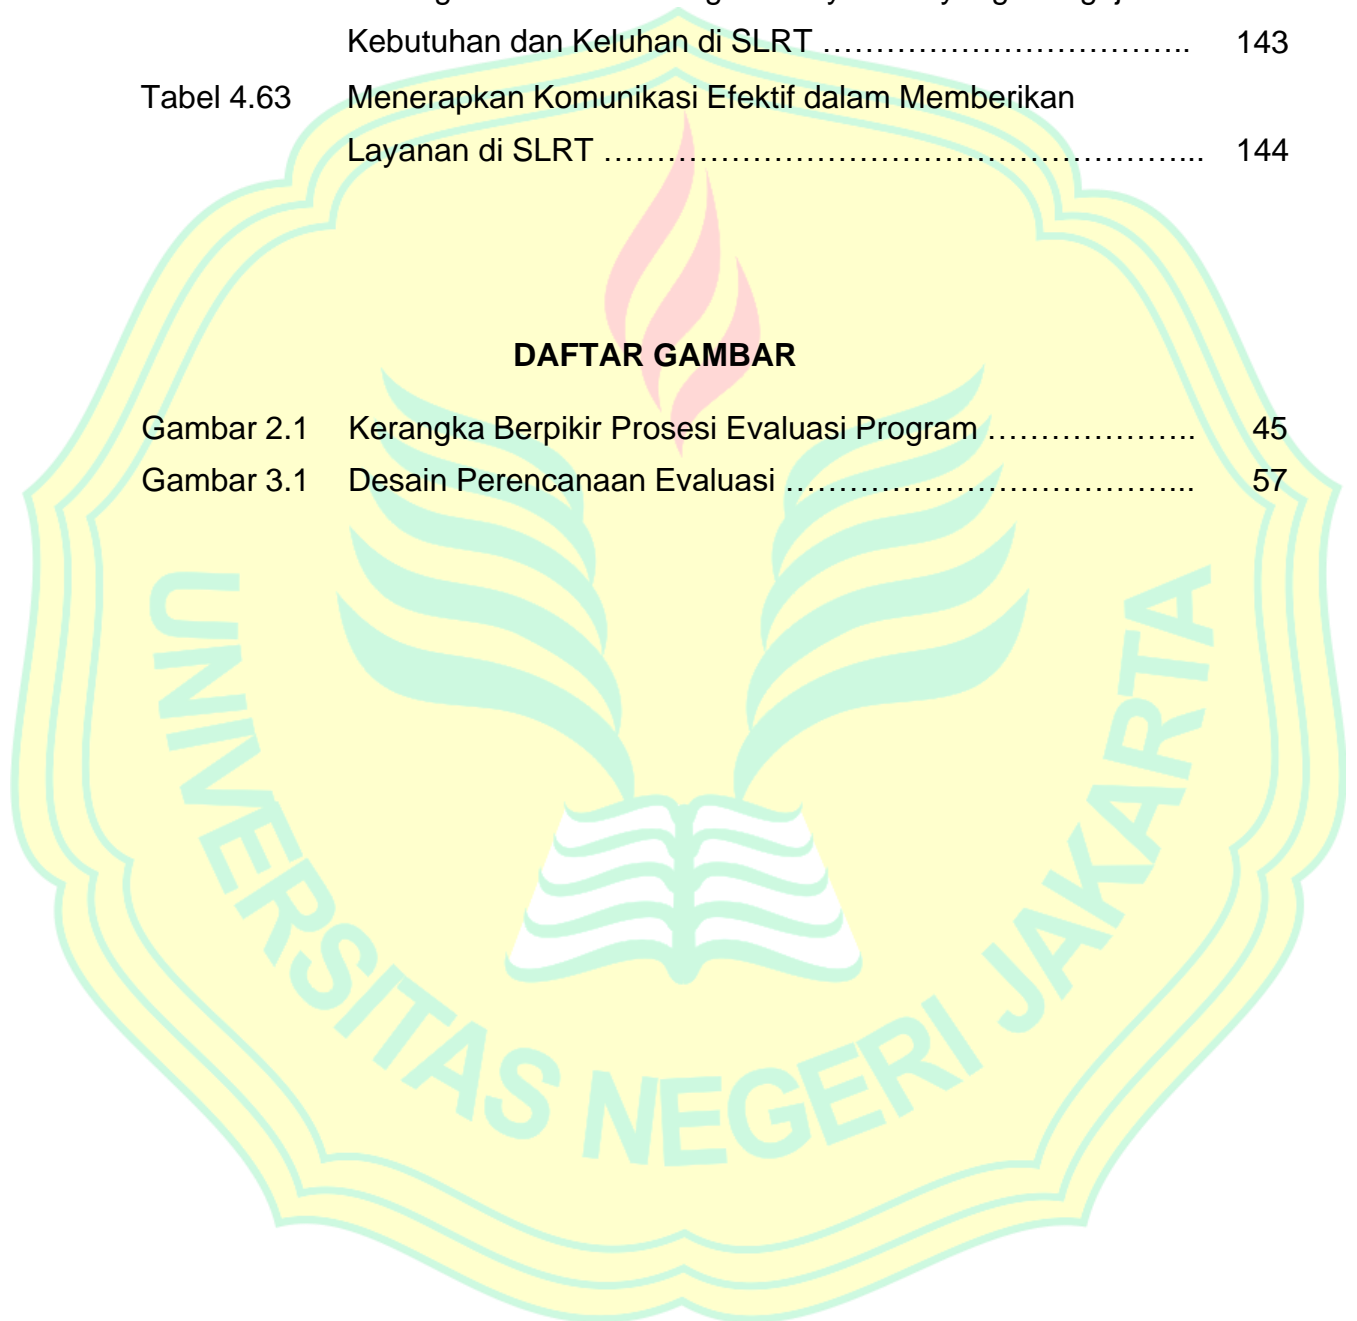 Kebutuhan dan Keluhan di SLRT …………………………….. 143
Tabel 4.63 Menerapkan Komunikasi Efektif dalam Memberikan
Layanan di SLRT ………………………………………………... 144
DAFTAR GAMBAR
Gambar 2.1 Kerangka Berpikir Prosesi Evaluasi Program ……………….. 45
Gambar 3.1 Desain Perencanaan Evaluasi ………………………………... 57
UNIVERSITAS NEGERI JAKARTA